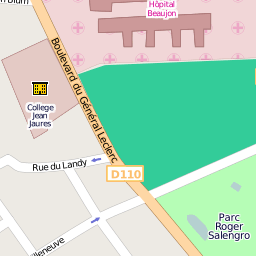 Hôpital
Beaujon
Boulevard du Général Leclerc
College
Jean
Jaures
Rue du Landy
D110
Parc
Roger
Salengro